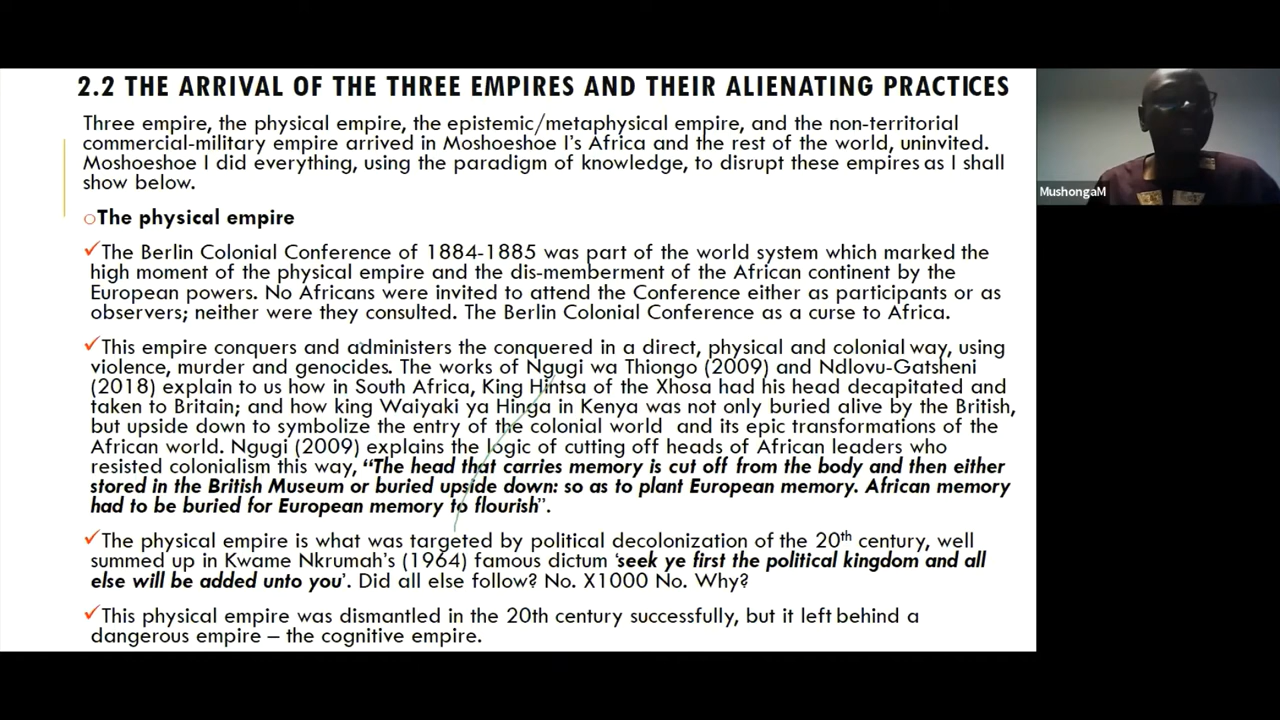 2.2 THE ARRIVAL OF THE THREE EMPIRES AND THEIR ALIENATING PRACTICES
Three empire, the physical empire, the epistemic/metaphysical empire, and the non-territorial
commercial-military empire arrived in Moshoeshoe I's Africa and the rest of the world, uninvited.
Moshoeshoe I did everything, using the paradigm of knowledge, to disrupt these empires as I shall
show below.
The physical empire
The Berlin Colonial Conference of 1884-1885 was part of the world system which marked the
high moment of the physical empire and the dis-memberment of the African continent by the
European powers. No Africans were invited to attend the Conference either as participants or as
observers; neither were they consulted. The Berlin Colonial Conference as a curse to Africa.
This empire conquers and administers the conquered in a direct, physical and colonial way, using
violence, murder and genocides. The works of Ngugi wa Thiongo (2009) and Ndlovu-Gatsheni
(2018) explain to us how in South Africa, King Hintsa of the Xhosa had his head decapitated and
taken to Britain; and how king Waiyaki ya Hinga in Kenya was not only buried alive by the British,
but upside down to symbolize the entry of the colonial world and its epic transformations of the
African world. Ngugi (2009) explains the logic of cutting off heads of African leaders who
resisted colonialism this way, "The head that carries memory is cut off from the body and then either
stored in the British Museum or buried upside down: so as to plant European memory. African memory
had to be buried for European memory to flourish".
The physical empire is what was targeted by political decolonization of the 20th century, well
summed up in Kwame Nkrumah's (1964) famous dictum 'seek ye first the political kingdom and all
else will be added unto you'. Did all else follow? No. X1000 No. Why?
This physical empire was dismantled in the 20th century successfully, but it left behind a
dangerous empire – the cognitive empire.
MushongaM